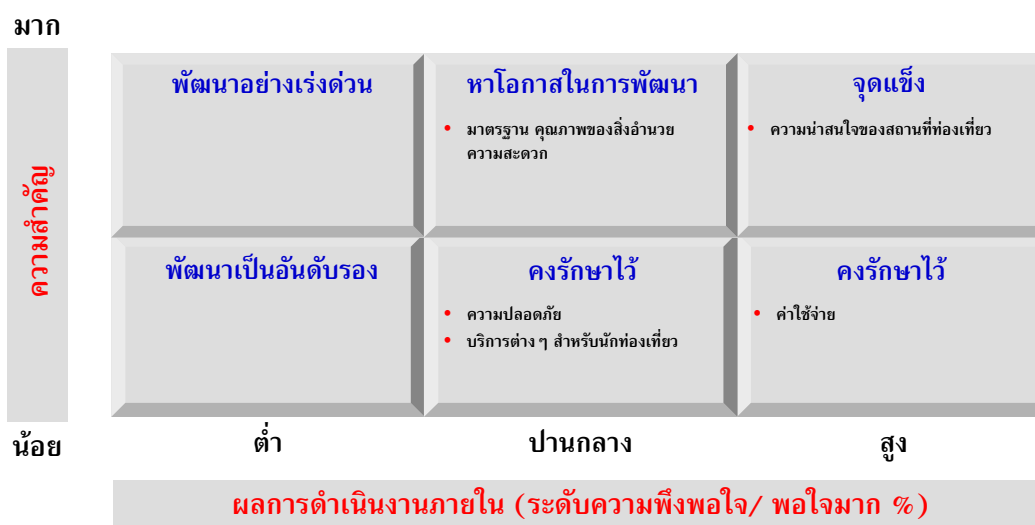 มาก
พัฒนาอย่างเร่งด่วน
หาโอกาสในการพัฒนา
• มาตรฐาน คุณภาพของสิ่งอำนวย
ความสะดวก
จุดแข็ง
• ความน่าสนใจของสถานที่ท่องเที่ยว
ความสำคัญ
พัฒนาเป็นอันดับรอง
คงรักษาไว้
• ความปลอดภัย
• บริการต่าง ๆ สำหรับนักท่องเที่ยว
คงรักษาไว้
• ค่าใช้จ่าย
น้อย
ต่ำ
ปานกลาง
สูง
ผลการดำเนินงานภายใน (ระดับความพึงพอใจ/ พอใจมาก %)